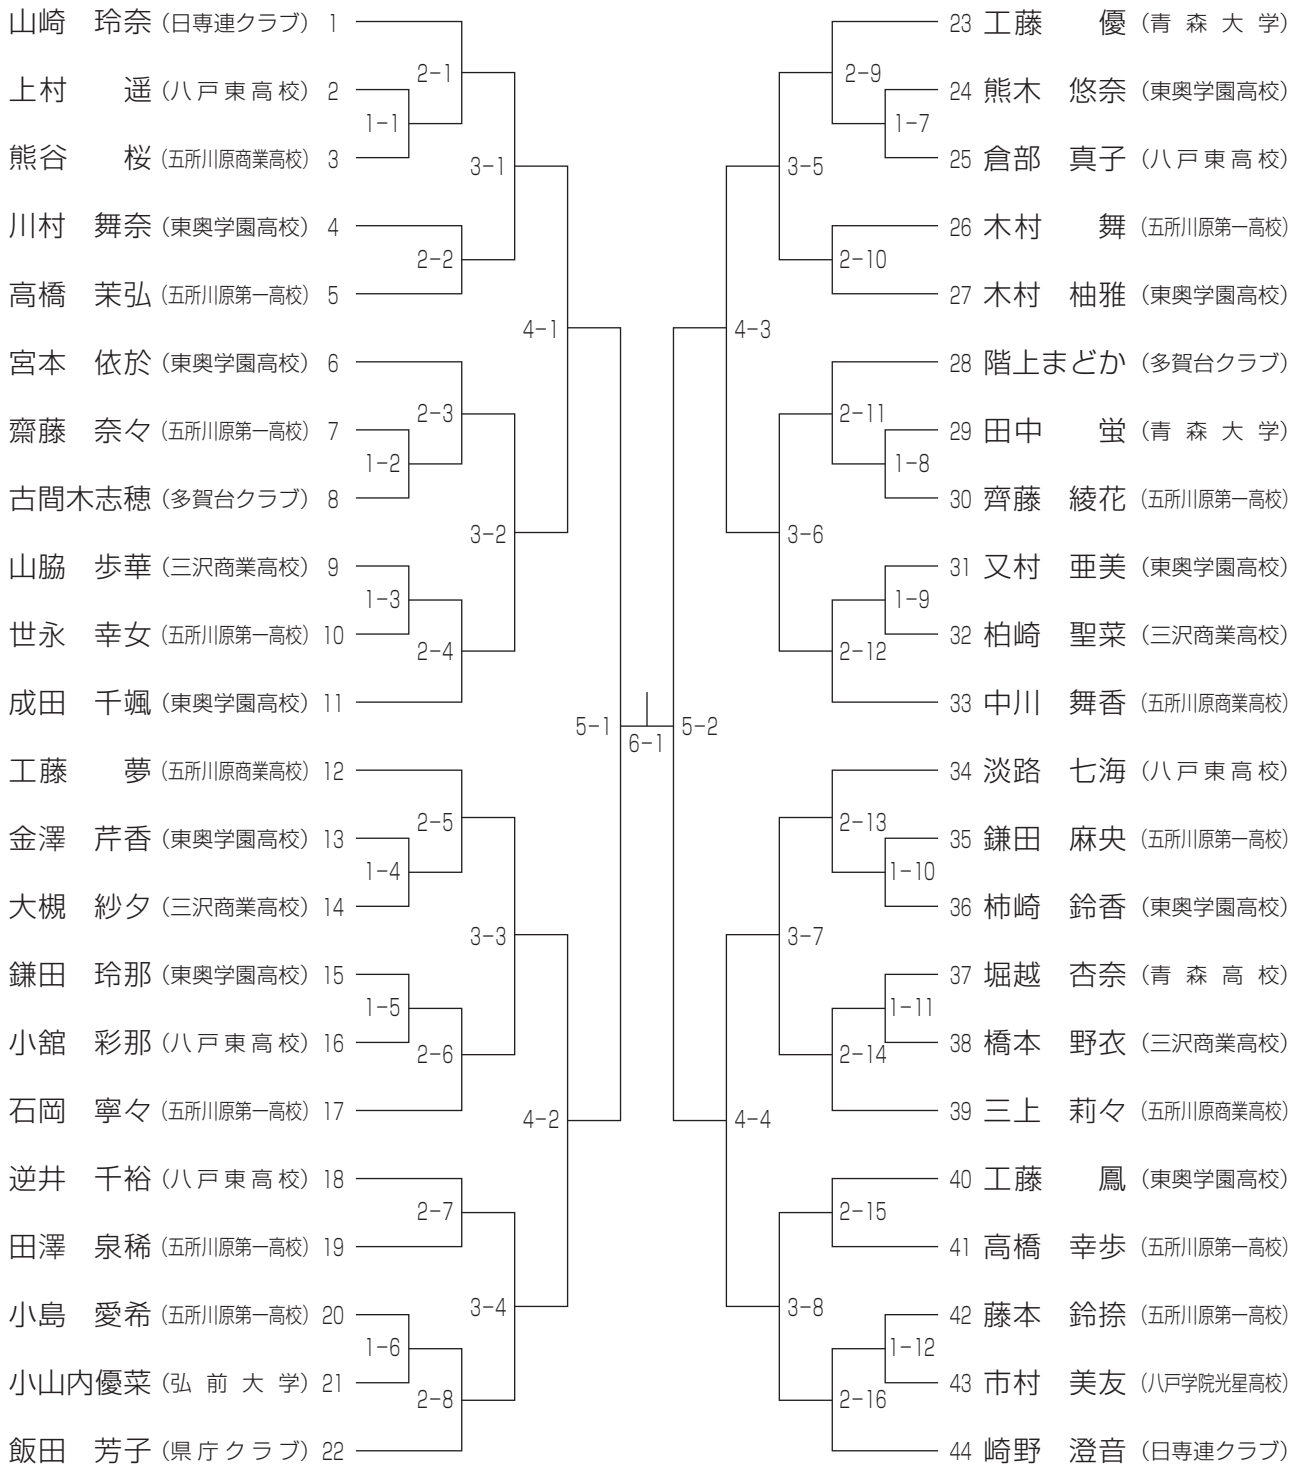 山崎 玲奈 (日専連クラブ) 1
上村 遥 (八戸東高校) 2
熊谷 桜 (五所川原商業高校) 3
川村 舞奈 (東奥学園高校) 4
高橋 茉弘 (五所川原第一高校) 5
宮本 依於 (東奥学園高校) 6
齋藤 奈々 (五所川原第一高校) 7
古間木志穂 (多賀台クラブ) 8
山脇 歩華 (三沢商業高校) 9
世永 幸女 (五所川原第一高校) 10
成田 千颯 (東奥学園高校) 11
工藤 夢 (五所川原商業高校) 12
金澤 芹香 (東奥学園高校) 13
大槻 紗夕 (三沢商業高校) 14
鎌田 玲那 (東奥学園高校) 15
小舘 彩那 (八戸東高校) 16
石岡 寧々 (五所川原第一高校) 17
逆井 千裕 (八戸東高校) 18
田澤 泉稀 (五所川原第一高校) 19
小島 愛希 (五所川原第一高校) 20
小山内優菜 (弘前大学) 21
飯田 芳子 (県庁クラブ) 22
1-1
1-2
1-3
1-4
1-5
1-6
2-1
2-2
2-3
2-4
2-5
2-6
2-7
2-8
3-1
3-2
3-3
3-4
4-1
4-2
5-1
6-1
5-2
4-3
4-4
3-5
3-6
3-7
3-8
2-9
2-10
2-11
2-12
2-13
2-14
2-15
2-16
1-7
1-8
1-9
1-10
1-11
1-12
23 工藤 優 (青森大学)
24 熊木 悠奈 (東奥学園高校)
25 倉部 真子 (八戸東高校)
26 木村 舞 (五所川原第一高校)
27 木村 柚雅 (東奥学園高校)
28 階上まどか (多賀台クラブ)
29 田中 蛍 (青森大学)
30 齊藤 綾花 (五所川原第一高校)
31 又村 亜美 (東奥学園高校)
32 柏崎 聖菜 (三沢商業高校)
33 中川 舞香 (五所川原商業高校)
34 淡路 七海 (八戸東高校)
35 鎌田 麻央 (五所川原第一高校)
36 柿崎 鈴香 (東奥学園高校)
37 堀越 杏奈 (青森高校)
38 橋本 野衣 (三沢商業高校)
39 三上 莉々 (五所川原商業高校)
40 工藤 鳳 (東奥学園高校)
41 高橋 幸歩 (五所川原第一高校)
42 藤本 鈴捺 (五所川原第一高校)
43 市村 美友 (八戸学院光星高校)
44 崎野 澄音 (日専連クラブ)